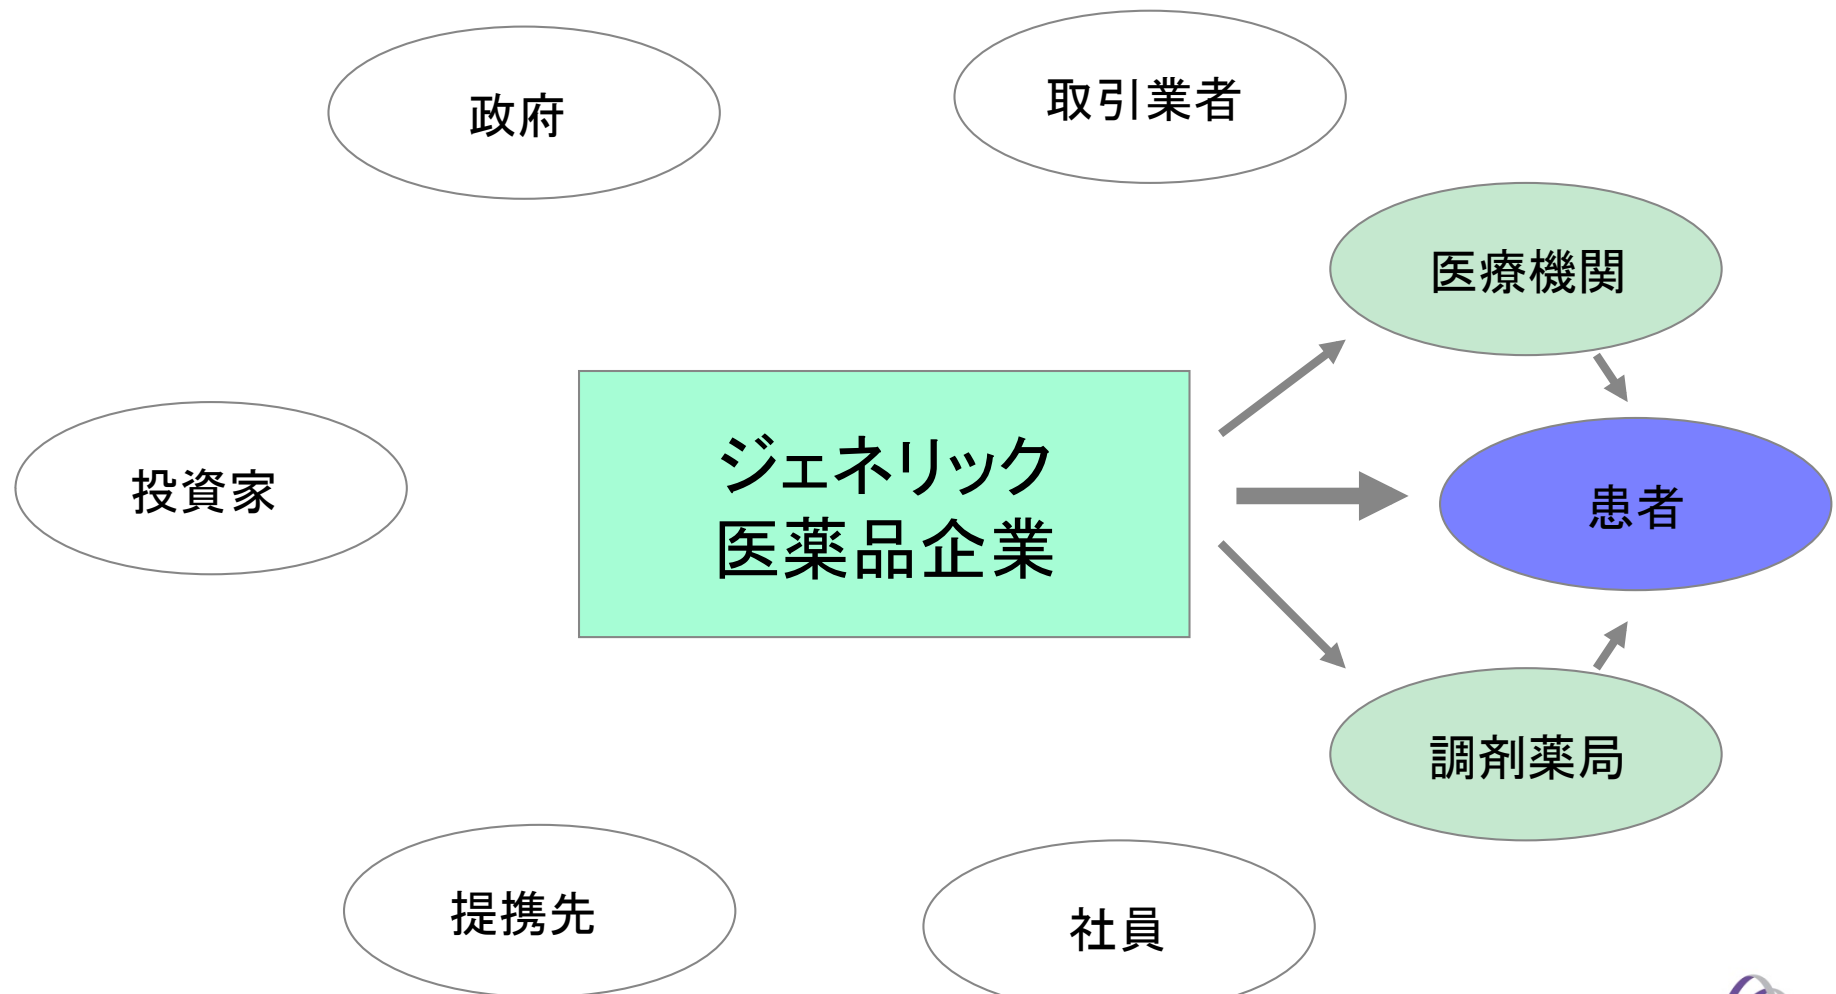 政府
取引業者
医療機関
ジェネリック
医薬品企業
投資家
患者
調剤薬局
提携先
社員